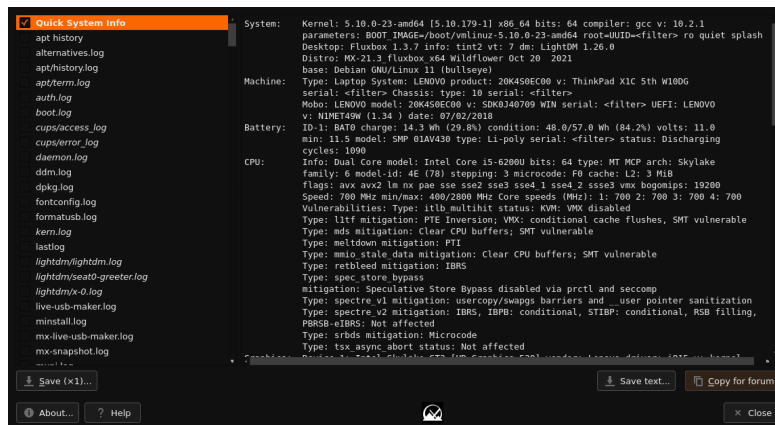 Quick System Info
apt history
alternatives.log
apt/history.log
apt/term.log
auth.log
boot.log
cups/access_log
cups/error_log
daemon.log
ddm.log
dpkg.log
fontconfig.log
formatusb.log
kern.log
lastlog
lightdm/lightdm.log
lightdm/seat0-greeter.log
lightdm/x-0.log
live-usb-maker.log
minstall.log
mx-live-usb-maker.log
mx-snapshot.log
System: Kernel: 5.10.0-23-amd64 [5.10.179-1] x86_64 bits: 64 compiler: gcc v: 10.2.1
parameters: BOOT_IMAGE=/boot/vmlinuz-5.10.0-23-amd64 root=UUID=<filter> ro quiet splash
Desktop: Fluxbox 1.3.7 info: tint2 vt: 7 dm: LightDM 1.26.0
Distro: MX-21.3_fluxbox_x64 Wildflower Oct 20  2021
base: Debian GNU/Linux 11 (bullseye)
Machine: Type: Laptop System: LENOVO product: 20K4S0EC00 v: ThinkPad X1C 5th W10DG
serial: <filter> Chassis: type: 10 serial: <filter>
Mobo: LENOVO model: 20K4S0EC00 v: SDK0J40709 WIN serial: <filter> UEFI: LENOVO
v: N1MET49W (1.34 ) date: 07/02/2018
Battery: ID-1: BAT0 charge: 14.3 Wh (29.8%) condition: 48.0/57.0 Wh (84.2%) volts: 11.0
min: 11.5 model: SMP 01AV430 type: Li-poly serial: <filter> status: Discharging
cycles: 1090
CPU: Info: Dual Core model: Intel Core i5-6200U bits: 64 type: MT MCP arch: Skylake
family: 6 model-id: 4E (78) stepping: 3 microcode: F0 cache: L2: 3 MiB
flags: avx avx2 lm nx pae sse sse2 sse3 sse4_1 sse4_2 ssse3 vmx bogomips: 19200
Speed: 700 MHz min/max: 400/2800 MHz Core speeds (MHz): 1: 700 2: 700 3: 700 4: 700
Vulnerabilities: Type: itlb_multihit status: KVM: VMX disabled
Type: l1tf mitigation: PTE Inversion; VMX: conditional cache flushes, SMT vulnerable
Type: mds mitigation: Clear CPU buffers; SMT vulnerable
Type: meltdown mitigation: PTI
Type: mmio_stale_data mitigation: Clear CPU buffers; SMT vulnerable
Type: retbleed mitigation: IBRS
Type: spec_store_bypass
mitigation: Speculative Store Bypass disabled via prctl and seccomp
Type: spectre_v1 mitigation: usercopy/swapgs barriers and __user pointer sanitization
Type: spectre_v2 mitigation: IBRS, IBPB: conditional, STIBP: conditional, RSB filling,
PBRSB-eIBRS: Not affected
Type: srbds mitigation: Microcode
Type: tsx_async_abort status: Not affected
Save (×1)...
Save text...
Copy for forum
About...
? Help
Close